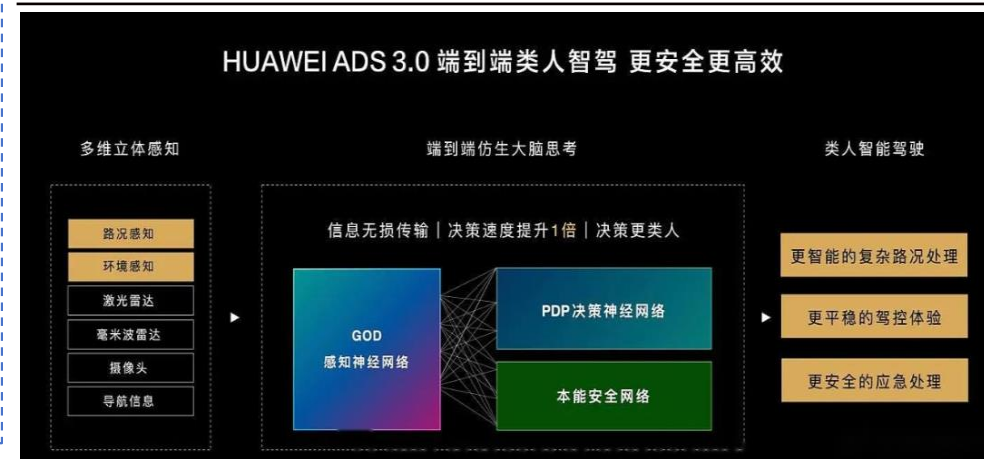 HUAWEI ADS 3.0 端到端类人智驾 更安全更高效
多维立体感知
路况感知
环境感知
激光雷达
毫米波雷达
摄像头
导航信息
端到端仿生大脑思考
信息无损传输｜决策速度提升1倍｜决策更类人
GOD
感知神经网络
PDP决策神经网络
本能安全网络
类人智能驾驶
更智能的复杂路况处理
更平稳的驾控体验
更安全的应急处理